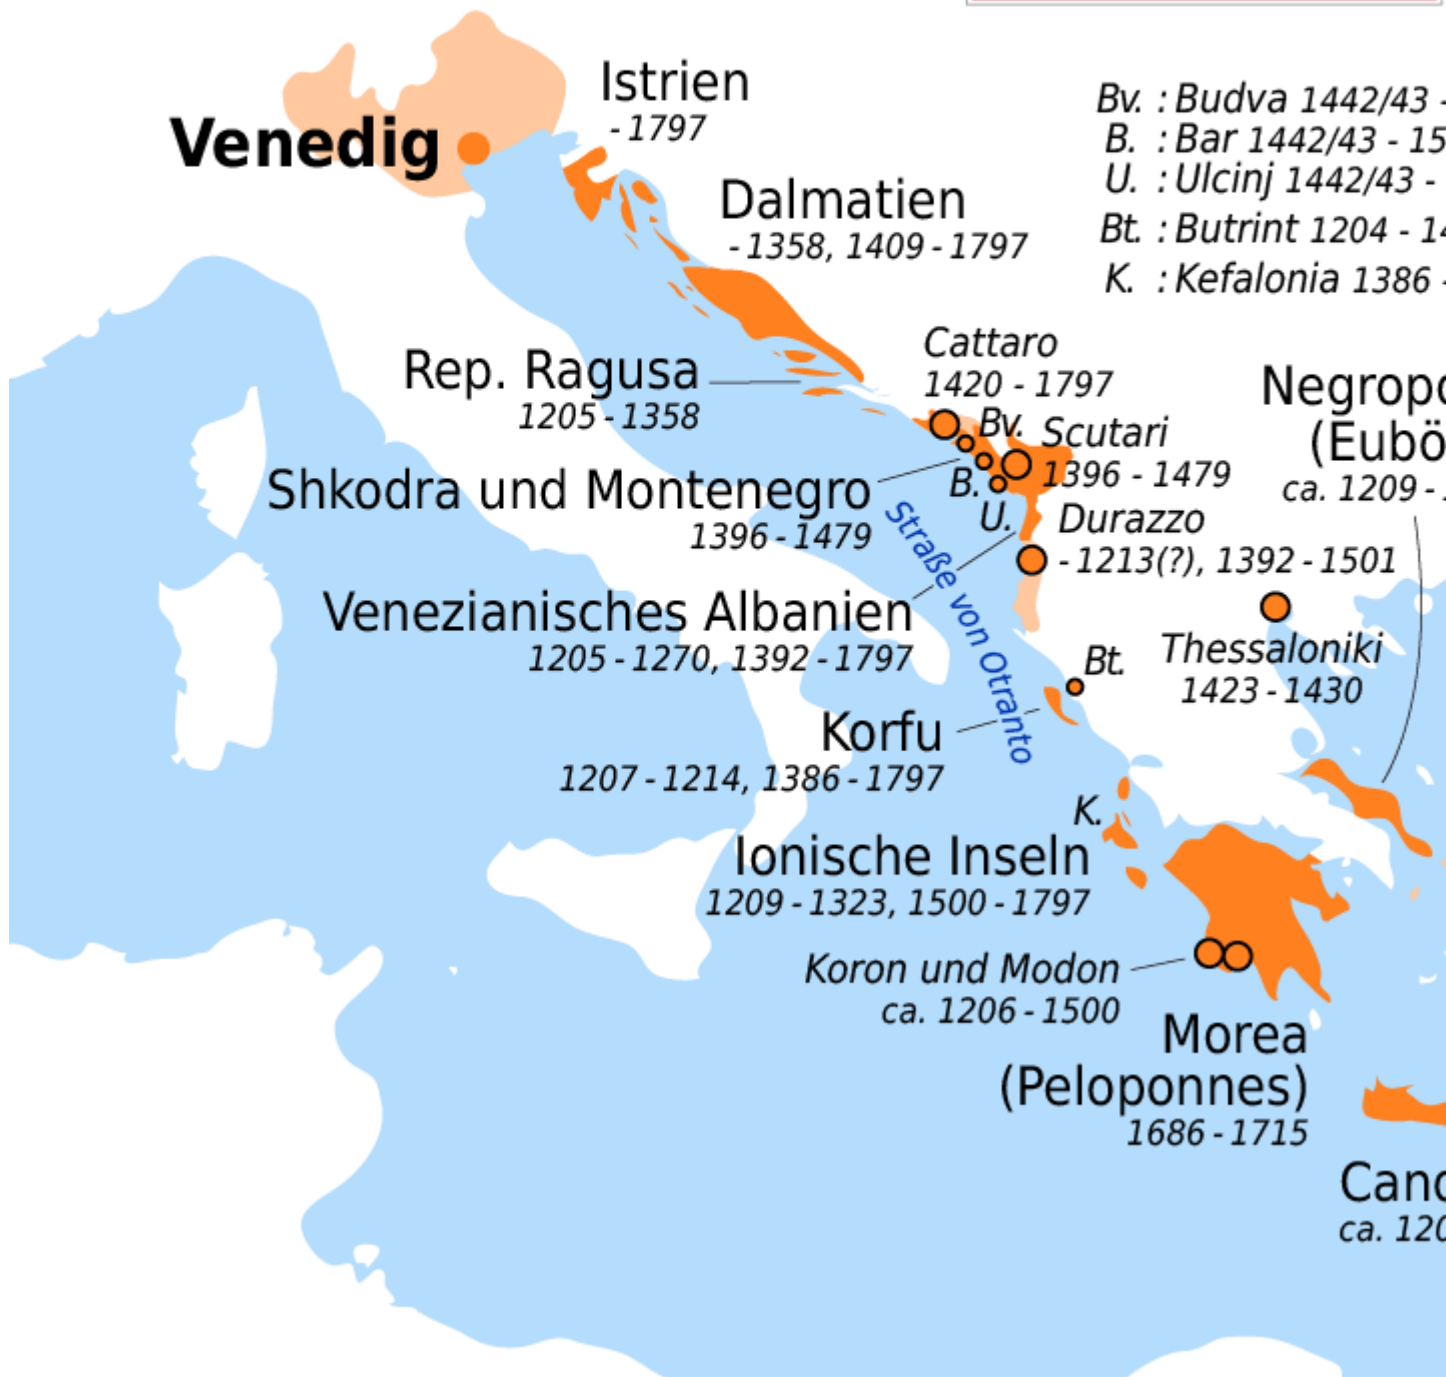 Istrien
- 1797
Venedig
Dalmatien
- 1358, 1409 - 1797
Bv. : Budva 1442/43 -
B. : Bar 1442/43 - 15
U. : Ulcinj 1442/43 -
Bt. : Butrint 1204 - 14
K. : Kefalonia 1386 -
Cattaro
1420 - 1797
Rep. Ragusa
1205 - 1358
Negropo
(Eubö
ca. 1209 -
Bv.
Scutari
1396 - 1479
B.
U.
Shkodra und Montenegro
1396 - 1479
Durazzo
- 1213(?), 1392 - 1501
Straße von Otranto
Venezianisches Albanien
1205 - 1270, 1392 - 1797
Bt.
Thessaloniki
1423 - 1430
Korfu
1207 - 1214, 1386 - 1797
K.
Ionische Inseln
1209 - 1323, 1500 - 1797
Koron und Modon
ca. 1206 - 1500
Morea
(Peloponnes)
1686 - 1715
Canc
ca. 120